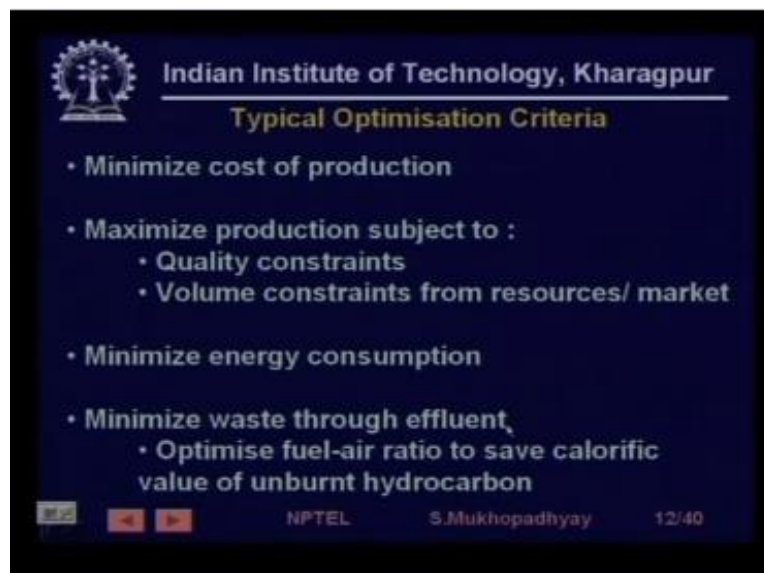 Indian Institute of Technology, Kharagpur
Typical Optimisation Criteria
• Minimize cost of production
• Maximize production subject to :
• Quality constraints
• Volume constraints from resources/ market
• Minimize energy consumption
• Minimize waste through effluent
• Optimise fuel-air ratio to save calorific
value of unburnt hydrocarbon
NPTEL S.Mukhopadhyay 12/40